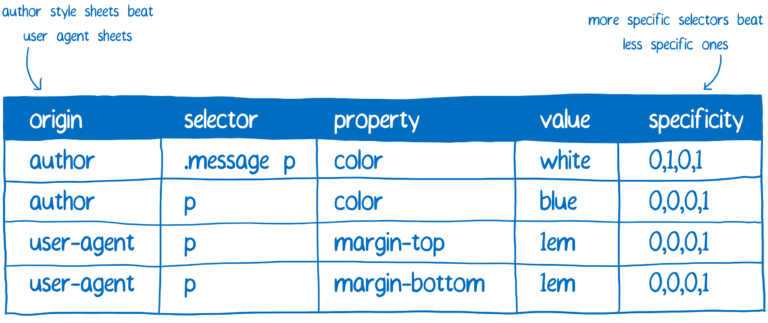 author style sheets beat
user agent sheets
more specific selectors beat
less specific ones
origin selector property value specificity
author .message p color white 0,1,0,1
author p color blue 0,0,0,1
user-agent p margin-top 1em 0,0,0,1
user-agent p margin-bottom 1em 0,0,0,1